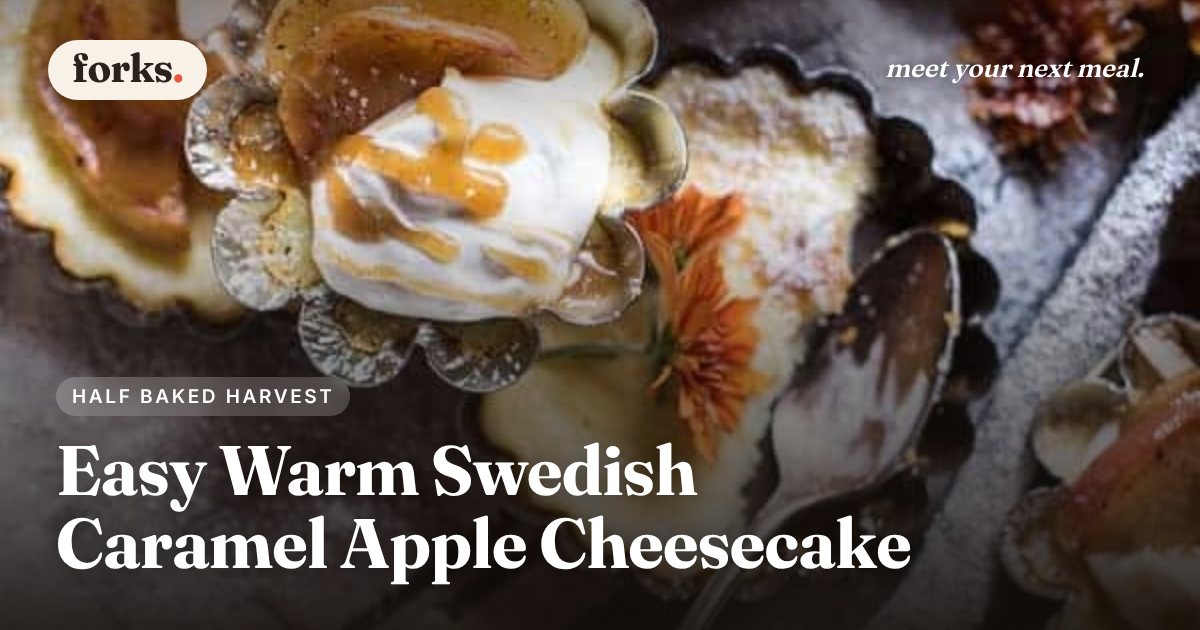 forks.
meet your next meal.
HALF BAKED HARVEST
Easy Warm Swedish
Caramel Apple Cheesecake